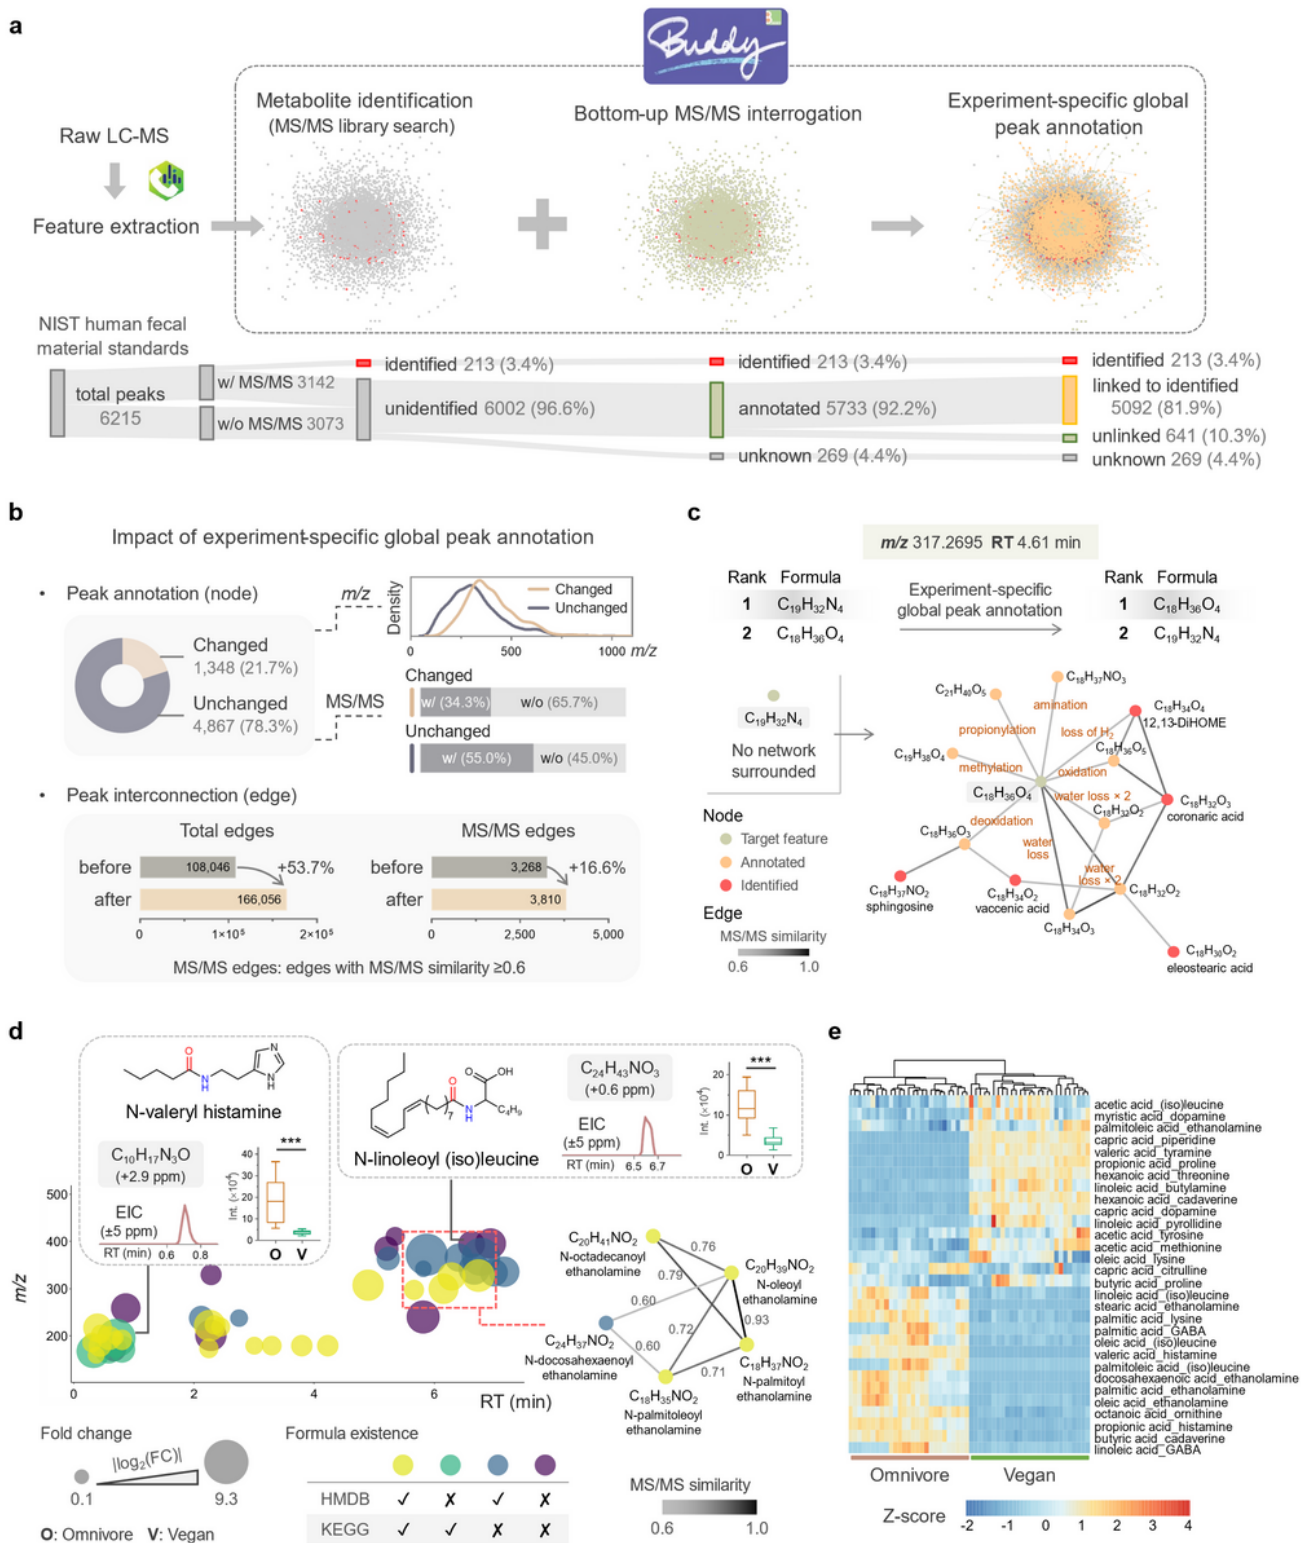 a
Buddy
Metabolite identification
(MS/MS library search)
Bottom-up MS/MS interrogation
Experiment-specific global
peak annotation
Raw LC-MS
Feature extraction
NIST human fecal
material standards
total peaks
6215
w/ MS/MS 3142
w/o MS/MS 3073
identified 213 (3.4%)
unidentified 6002 (96.6%)
identified 213 (3.4%)
annotated 5733 (92.2%)
unknown 269 (4.4%)
identified 213 (3.4%)
linked to identified
5092 (81.9%)
unlinked 641 (10.3%)
unknown 269 (4.4%)
b
Impact of experiment-specific global peak annotation
• Peak annotation (node)
Changed
1,348 (21.7%)
Unchanged
4,867 (78.3%)
m/z
MS/MS
Density
Changed
Unchanged
0 500 1000 m/z
Changed
w/ (34.3%) w/o (65.7%)
Unchanged
w/ (55.0%) w/o (45.0%)
• Peak interconnection (edge)
Total edges
before 108,046 +53.7%
after 166,056
0 1×10⁵ 2×10⁵
MS/MS edges
before 3,268 +16.6%
after 3,810
0 2,500 5,000
MS/MS edges: edges with MS/MS similarity ≥0.6
c
m/z 317.2695 RT 4.61 min
Rank Formula
1 C₁₉H₃₂N₄
2 C₁₈H₃₆O₄
Experiment-specific
global peak annotation
Rank Formula
1 C₁₈H₃₆O₄
2 C₁₉H₃₂N₄
C₁₉H₃₂N₄
No network
surrounded
Node
Target feature
Annotated
Identified
Edge
MS/MS similarity
0.6 1.0
C₁₈H₃₇NO₃
C₂₁H₄₀O₅
amination
C₁₈H₃₄O₄
12,13-DiHOME
propionylation
loss of H₂
C₁₈H₃₆O₅
C₁₉H₃₈O₄
methylation
oxidation
C₁₈H₃₆O₄
water loss × 2
C₁₈H₃₂O₃
coronaric acid
C₁₈H₃₂O₂
deoxidation
C₁₈H₃₆O₃
water
loss
water
loss × 2
C₁₈H₃₂O₂
C₁₈H₃₇NO₂
sphingosine
C₁₈H₃₄O₂
vaccenic acid
C₁₈H₃₄O₃
C₁₈H₃₀O₂
eleostearic acid
d
O
N
H
N
NH
N-valeryl histamine
C₁₀H₁₇N₃O
(+2.9 ppm)
EIC
(±5 ppm)
RT (min) 0.6 0.8
Int. (×10⁴)
40
30
20
10
0
***
O V
O
N
H
O
OH
C₄H₉
7
N-linoleoyl (iso)leucine
C₂₄H₄₃NO₃
(+0.6 ppm)
EIC
(±5 ppm)
RT (min) 6.5 6.7
Int. (×10⁴)
20
10
0
***
O V
m/z
500
400
300
200
0 2 4 6
RT (min)
C₂₀H₄₁NO₂
N-octadecanoyl
ethanolamine
0.76
C₂₀H₃₉NO₂
N-oleoyl
ethanolamine
0.79
0.60
0.72
0.93
C₂₄H₃₇NO₂
N-docosahexaenoyl
ethanolamine
0.60
0.71
C₁₈H₃₇NO₂
N-palmitoyl
ethanolamine
C₁₈H₃₅NO₂
N-palmitoleoyl
ethanolamine
Fold change
|log₂(FC)|
0.1 9.3
O: Omnivore V: Vegan
Formula existence
HMDB ✓ ✗ ✓ ✗
KEGG ✓ ✓ ✗ ✗
MS/MS similarity
0.6 1.0
e
acetic acid_(iso)leucine
myristic acid_dopamine
palmitoleic acid_ethanolamine
capric acid_piperidine
valeric acid_tyramine
propionic acid_proline
hexanoic acid_threonine
linoleic acid_butylamine
hexanoic acid_cadaverine
capric acid_dopamine
linoleic acid_pyrollidine
acetic acid_tyrosine
acetic acid_methionine
oleic acid_lysine
capric acid_citrulline
butyric acid_proline
linoleic acid_(iso)leucine
stearic acid_ethanolamine
palmitic acid_lysine
palmitic acid_GABA
oleic acid_(iso)leucine
valeric acid_histamine
palmitoleic acid_(iso)leucine
docosahexaenoic acid_ethanolamine
palmitic acid_ethanolamine
oleic acid_ethanolamine
octanoic acid_ornithine
propionic acid_histamine
butyric acid_cadaverine
linoleic acid_GABA
Omnivore Vegan
Z-score
-2 -1 0 1 2 3 4